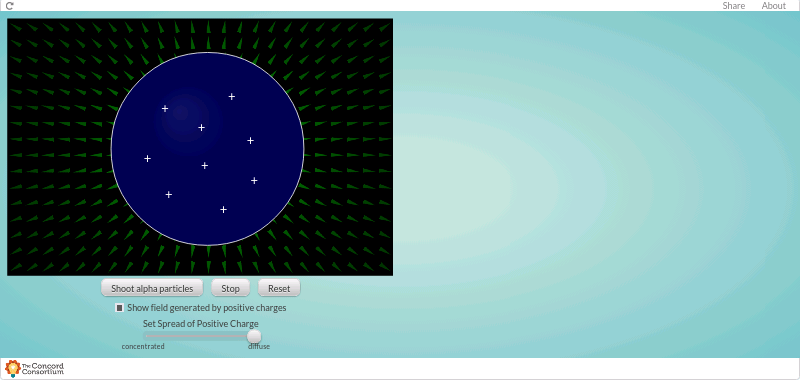 Share About
Shoot alpha particles Stop Reset
Show field generated by positive charges
Set Spread of Positive Charge
concentrated diffuse
The Concord
Consortium